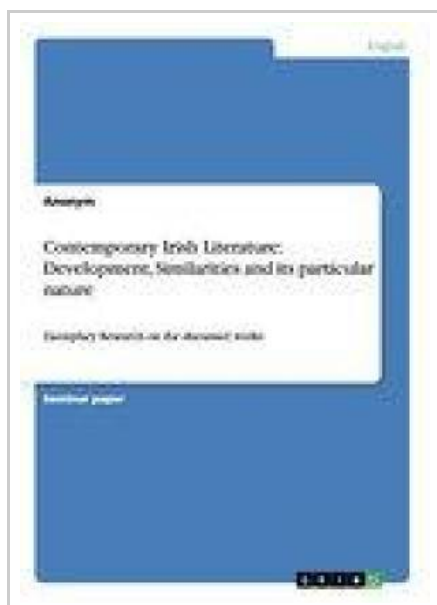 English
Anonym
Contemporary Irish Literature:
Development, Similarities and its particular
nature
Exemplary Research on the discussed works
Seminar paper
GRIN